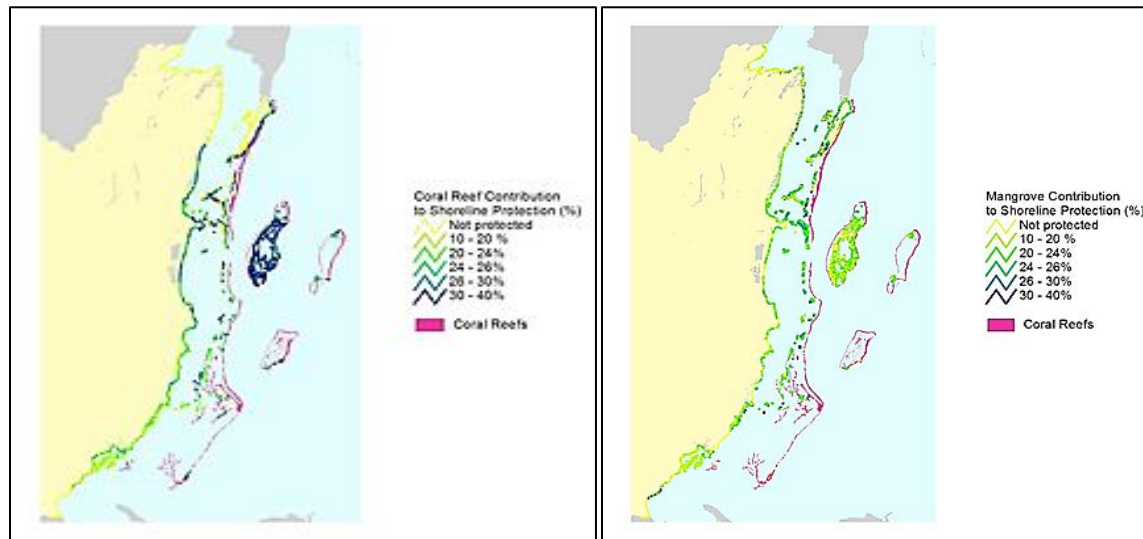 Coral Reef Contribution
to Shoreline Protection (%)
Not protected
10 - 20 %
20 - 24%
24 - 26%
26 - 30%
30 - 40%
Coral Reefs
Mangrove Contribution
to Shoreline Protection (%)
Not protected
10 - 20 %
20 - 24%
24 - 26%
26 - 30%
30 - 40%
Coral Reefs